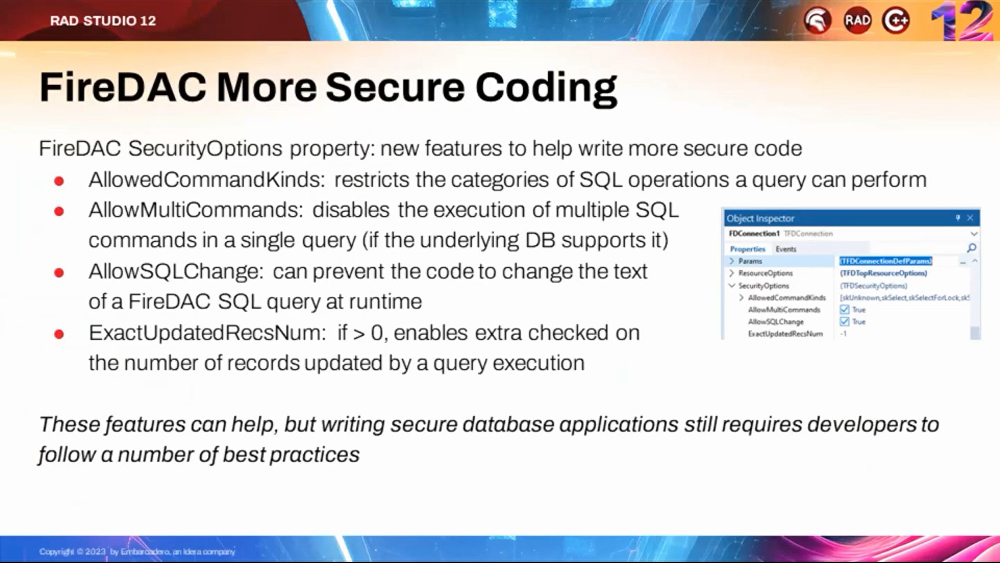 RAD STUDIO 12
RAD
C++
12
FireDAC More Secure Coding
FireDAC SecurityOptions property: new features to help write more secure code
AllowedCommandKinds: restricts the categories of SQL operations a query can perform
AllowMultiCommands: disables the execution of multiple SQL
commands in a single query (if the underlying DB supports it)
AllowSQLChange: can prevent the code to change the text
of a FireDAC SQL query at runtime
ExactUpdatedRecsNum: if > 0, enables extra checked on
the number of records updated by a query execution
Object Inspector
FDConnection1 TFDConnection
Properties Events
Params (TFDConnectionDefParams) ...
ResourceOptions (TFDTopResourceOptions)
SecurityOptions (TFDSecurityOptions)
AllowedCommandKinds [skUnknown,skSelect,skSelectForLock,skS
AllowMultiCommands True
AllowSQLChange True
ExactUpdatedRecsNum -1
These features can help, but writing secure database applications still requires developers to
follow a number of best practices
Copyright © 2023 by Embarcadero, an Idera company